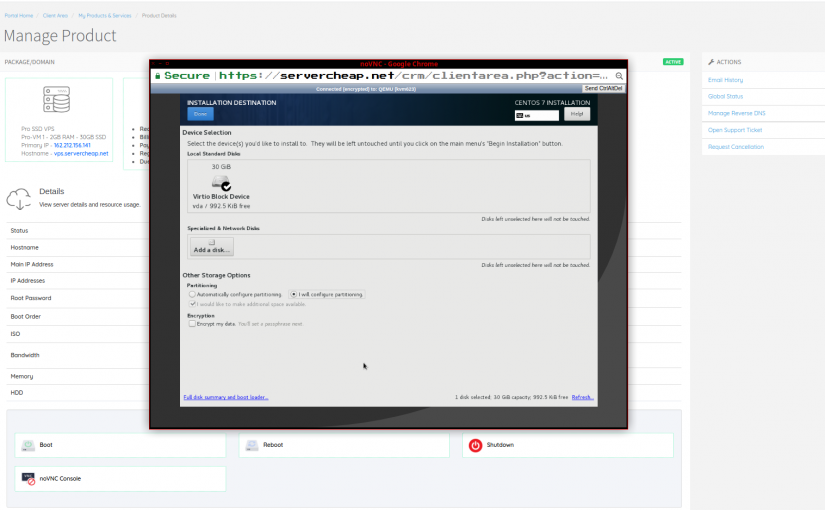 Portal Home / Client Area / My Products & Services / Product Details
Manage Product
PACKAGE/DOMAIN
ACTIVE
ACTIONS
Email History
Global Status
Manage Reverse DNS
Open Support Ticket
Request Cancellation
Pro SSD VPS
Pro-VM 1 - 2GB RAM - 30GB SSD
Primary IP - 162.212.156.141
Hostname - vps.servercheap.net
Details
View server details and resource usage.
Status
Hostname
Main IP Address
IP Addresses
Root Password
Boot Order
ISO
Bandwidth
Memory
HDD
Boot
Reboot
Shutdown
noVNC Console
noVNC - Google Chrome
Secure | https://servercheap.net/crm/clientarea.php?action=...
Connected (encrypted) to: QEMU (kvm623)
Send CtrlAltDel
INSTALLATION DESTINATION
CENTOS 7 INSTALLATION
Done
us
Help!
Device Selection
Select the device(s) you'd like to install to. They will be left untouched until you click on the main menu's "Begin Installation" button.
Local Standard Disks
30 GiB
Virtio Block Device
vda / 992.5 KiB free
Disks left unselected here will not be touched.
Specialized & Network Disks
Add a disk...
Disks left unselected here will not be touched.
Other Storage Options
Partitioning
Automatically configure partitioning. I will configure partitioning.
I would like to make additional space available.
Encryption
Encrypt my data. You'll set a passphrase next.
Full disk summary and boot loader...
1 disk selected; 30 GiB capacity; 992.5 KiB free Refresh...